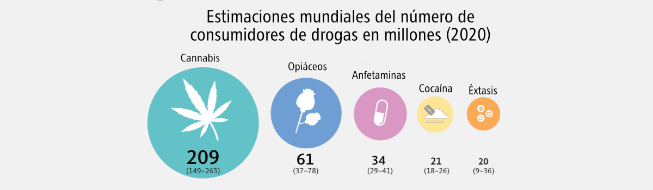 Estimaciones mundiales del número de
consumidores de drogas en millones (2020)
Cannabis
209
(149–265)
Opiáceos
61
(37–78)
Anfetaminas
34
(29–41)
Cocaína
21
(18–26)
Éxtasis
20
(9–36)